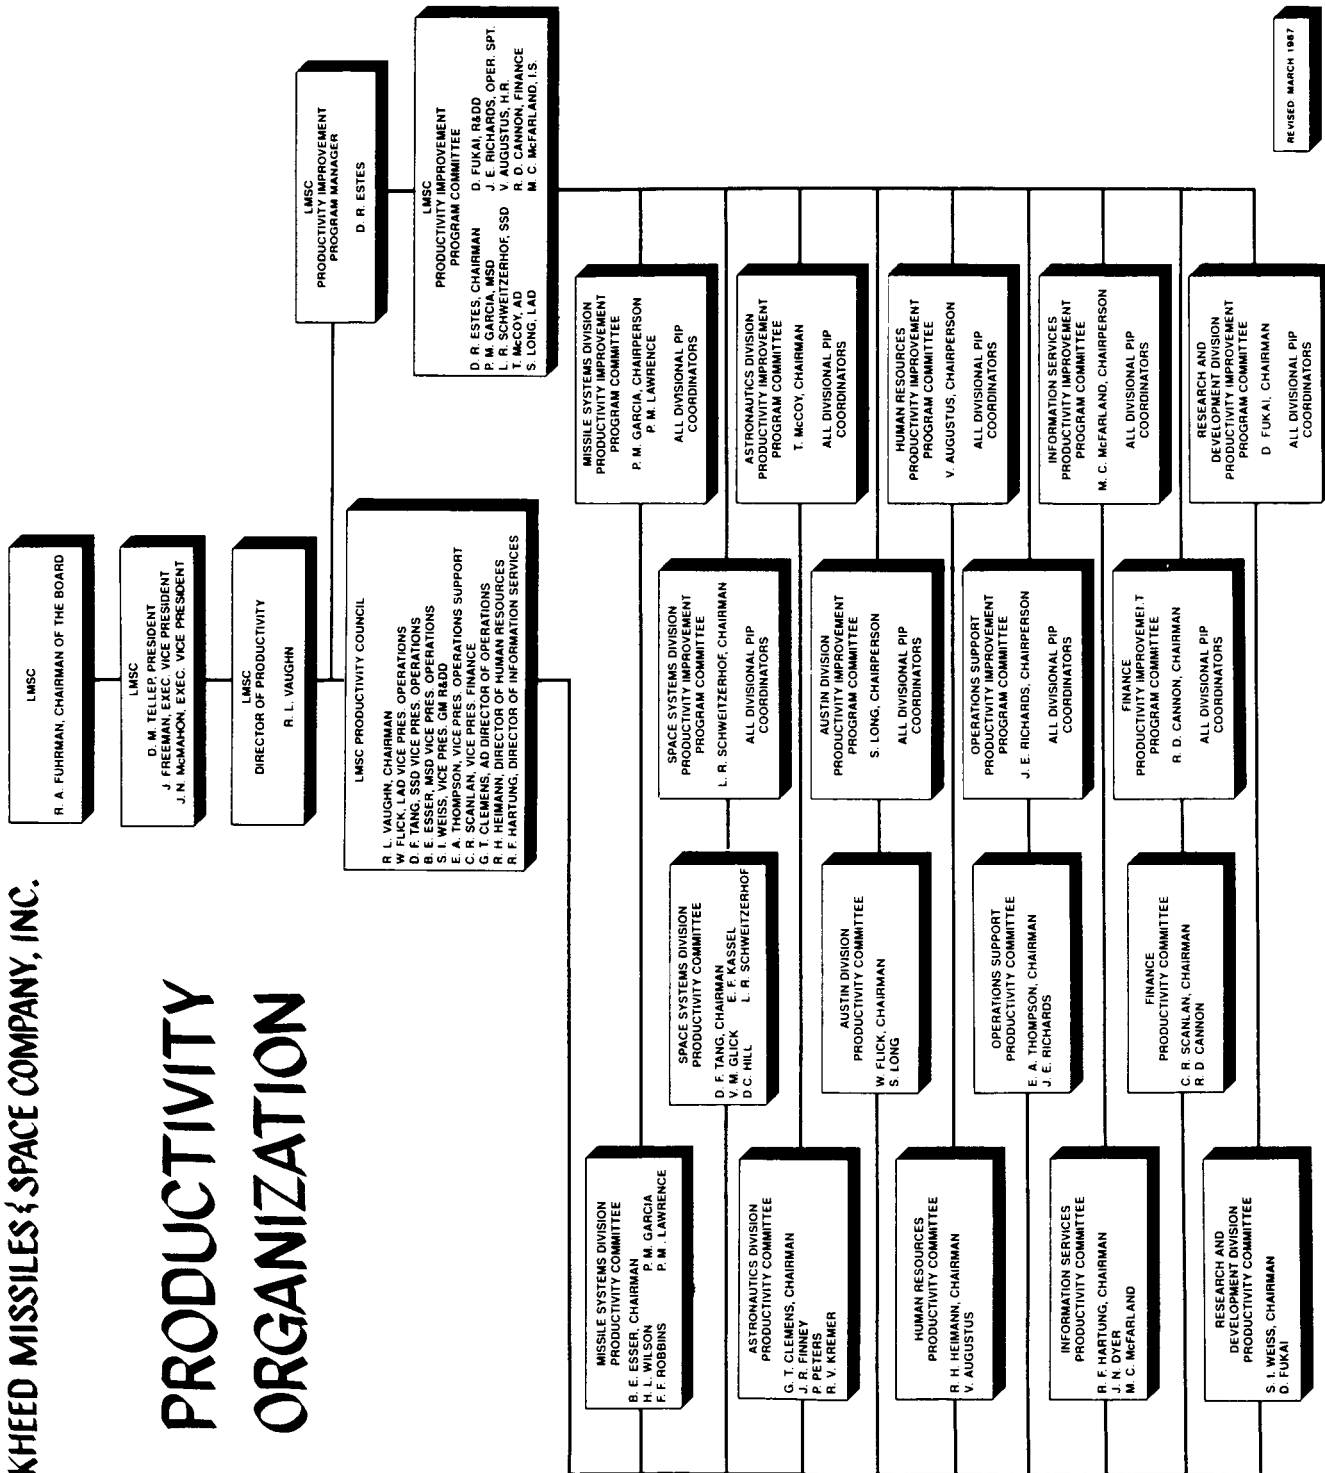 KHEED MISSILES & SPACE COMPANY, INC.
PRODUCTIVITY
ORGANIZATION
LMSC
R. A. FUHRMAN, CHAIRMAN OF THE BOARD
LMSC
D. M. TELLEP, PRESIDENT
J. FREEMAN, EXEC. VICE PRESIDENT
J. N. McMAHON, EXEC. VICE PRESIDENT
LMSC
DIRECTOR OF PRODUCTIVITY
R. L. VAUGHN
LMSC
PRODUCTIVITY IMPROVEMENT
PROGRAM MANAGER
D. R. ESTES
LMSC PRODUCTIVITY COUNCIL
R. L. VAUGHN, CHAIRMAN
W FLICK, LAD VICE PRES. OPERATIONS
D. F. TANG, SSD VICE PRES. OPERATIONS
B. E. ESSER, MSD VICE PRES. OPERATIONS
S. I. WEISS, VICE PRES. GM R&DD
E. A. THOMPSON, VICE PRES. OPERATIONS SUPPORT
C. R. SCANLAN, VICE PRES. FINANCE
G. T. CLEMENS, AD DIRECTOR OF OPERATIONS
R. H. HEIMANN, DIRECTOR OF HUMAN RESOURCES
R. F. HARTUNG, DIRECTOR OF INFORMATION SERVICES
LMSC
PRODUCTIVITY IMPROVEMENT
PROGRAM COMMITTEE
D. R. ESTES, CHAIRMAN D. FUKAI, R&DD
P. M. GARCIA, MSD J. E. RICHARDS, OPER. SPT.
L. R. SCHWEITZERHOF, SSD V. AUGUSTUS, H.R.
T. McCOY, AD R. D. CANNON, FINANCE
S. LONG, LAD M. C. McFARLAND, I.S.
MISSILE SYSTEMS DIVISION
PRODUCTIVITY COMMITTEE
B. E. ESSER, CHAIRMAN
H. L. WILSON P. M. GARCIA
F. F. ROBBINS P. M. LAWRENCE
MISSILE SYSTEMS DIVISION
PRODUCTIVITY IMPROVEMENT
PROGRAM COMMITTEE
P. M. GARCIA, CHAIRPERSON
P. M. LAWRENCE
ALL DIVISIONAL PIP
COORDINATORS
SPACE SYSTEMS DIVISION
PRODUCTIVITY COMMITTEE
D. F. TANG, CHAIRMAN
V. M. GLICK E. F. KASSEL
D.C. HILL L. R. SCHWEITZERHOF
SPACE SYSTEMS DIVISION
PRODUCTIVITY IMPROVEMENT
PROGRAM COMMITTEE
L. R. SCHWEITZERHOF, CHAIRMAN
ALL DIVISIONAL PIP
COORDINATORS
ASTRONAUTICS DIVISION
PRODUCTIVITY COMMITTEE
G. T. CLEMENS, CHAIRMAN
J. R. FINNEY
P. PETERS
R. V. KREMER
ASTRONAUTICS DIVISION
PRODUCTIVITY IMPROVEMENT
PROGRAM COMMITTEE
T. McCOY, CHAIRMAN
ALL DIVISIONAL PIP
COORDINATORS
AUSTIN DIVISION
PRODUCTIVITY COMMITTEE
W. FLICK, CHAIRMAN
S. LONG
AUSTIN DIVISION
PRODUCTIVITY IMPROVEMENT
PROGRAM COMMITTEE
S. LONG, CHAIRPERSON
ALL DIVISIONAL PIP
COORDINATORS
HUMAN RESOURCES
PRODUCTIVITY COMMITTEE
R. H. HEIMANN, CHAIRMAN
V. AUGUSTUS
HUMAN RESOURCES
PRODUCTIVITY IMPROVEMENT
PROGRAM COMMITTEE
V. AUGUSTUS, CHAIRPERSON
ALL DIVISIONAL PIP
COORDINATORS
OPERATIONS SUPPORT
PRODUCTIVITY COMMITTEE
E. A. THOMPSON, CHAIRMAN
J. E. RICHARDS
OPERATIONS SUPPORT
PRODUCTIVITY IMPROVEMENT
PROGRAM COMMITTEE
J. E. RICHARDS, CHAIRPERSON
ALL DIVISIONAL PIP
COORDINATORS
INFORMATION SERVICES
PRODUCTIVITY COMMITTEE
R. F. HARTUNG, CHAIRMAN
J. N. DYER
M. C. McFARLAND
INFORMATION SERVICES
PRODUCTIVITY IMPROVEMENT
PROGRAM COMMITTEE
M. C. McFARLAND, CHAIRPERSON
ALL DIVISIONAL PIP
COORDINATORS
FINANCE
PRODUCTIVITY COMMITTEE
C. R. SCANLAN, CHAIRMAN
R. D. CANNON
FINANCE
PRODUCTIVITY IMPROVEMENT
PROGRAM COMMITTEE
R. D. CANNON, CHAIRMAN
ALL DIVISIONAL PIP
COORDINATORS
RESEARCH AND
DEVELOPMENT DIVISION
PRODUCTIVITY COMMITTEE
S. I. WEISS, CHAIRMAN
D. FUKAI
RESEARCH AND
DEVELOPMENT DIVISION
PRODUCTIVITY IMPROVEMENT
PROGRAM COMMITTEE
D FUKAI, CHAIRMAN
ALL DIVISIONAL PIP
COORDINATORS
REVISED MARCH 1987